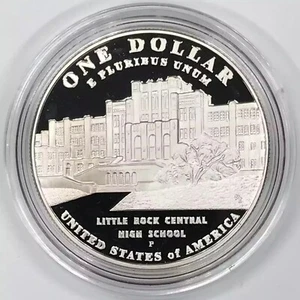 ONE DOLLAR
E PLURIBUS UNUM
LITTLE ROCK CENTRAL
HIGH SCHOOL
P
UNITED STATES of AMERICA